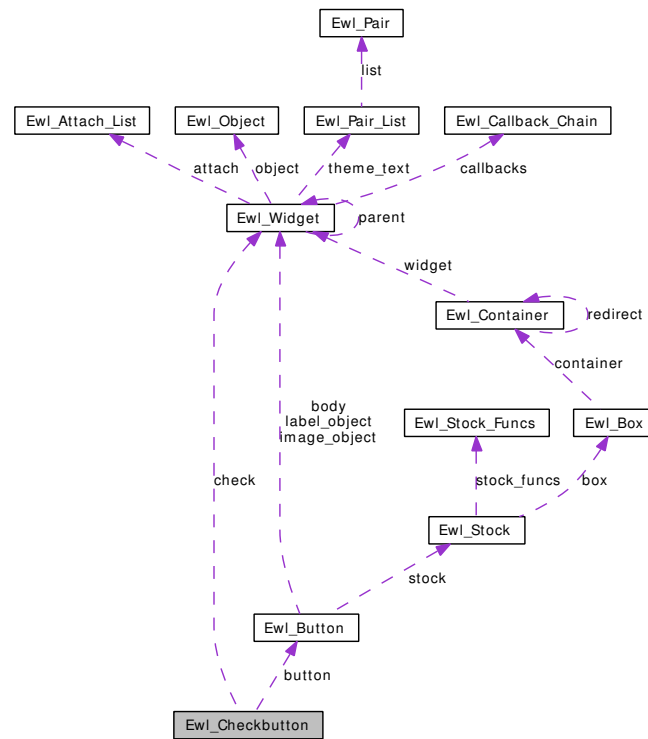 Ewl_Pair
list
Ewl_Attach_List
Ewl_Object
Ewl_Pair_List
Ewl_Callback_Chain
attach
object
theme_text
callbacks
Ewl_Widget
parent
widget
Ewl_Container
redirect
container
body
label_object
image_object
Ewl_Stock_Funcs
Ewl_Box
check
stock_funcs
box
Ewl_Stock
stock
Ewl_Button
button
Ewl_Checkbutton